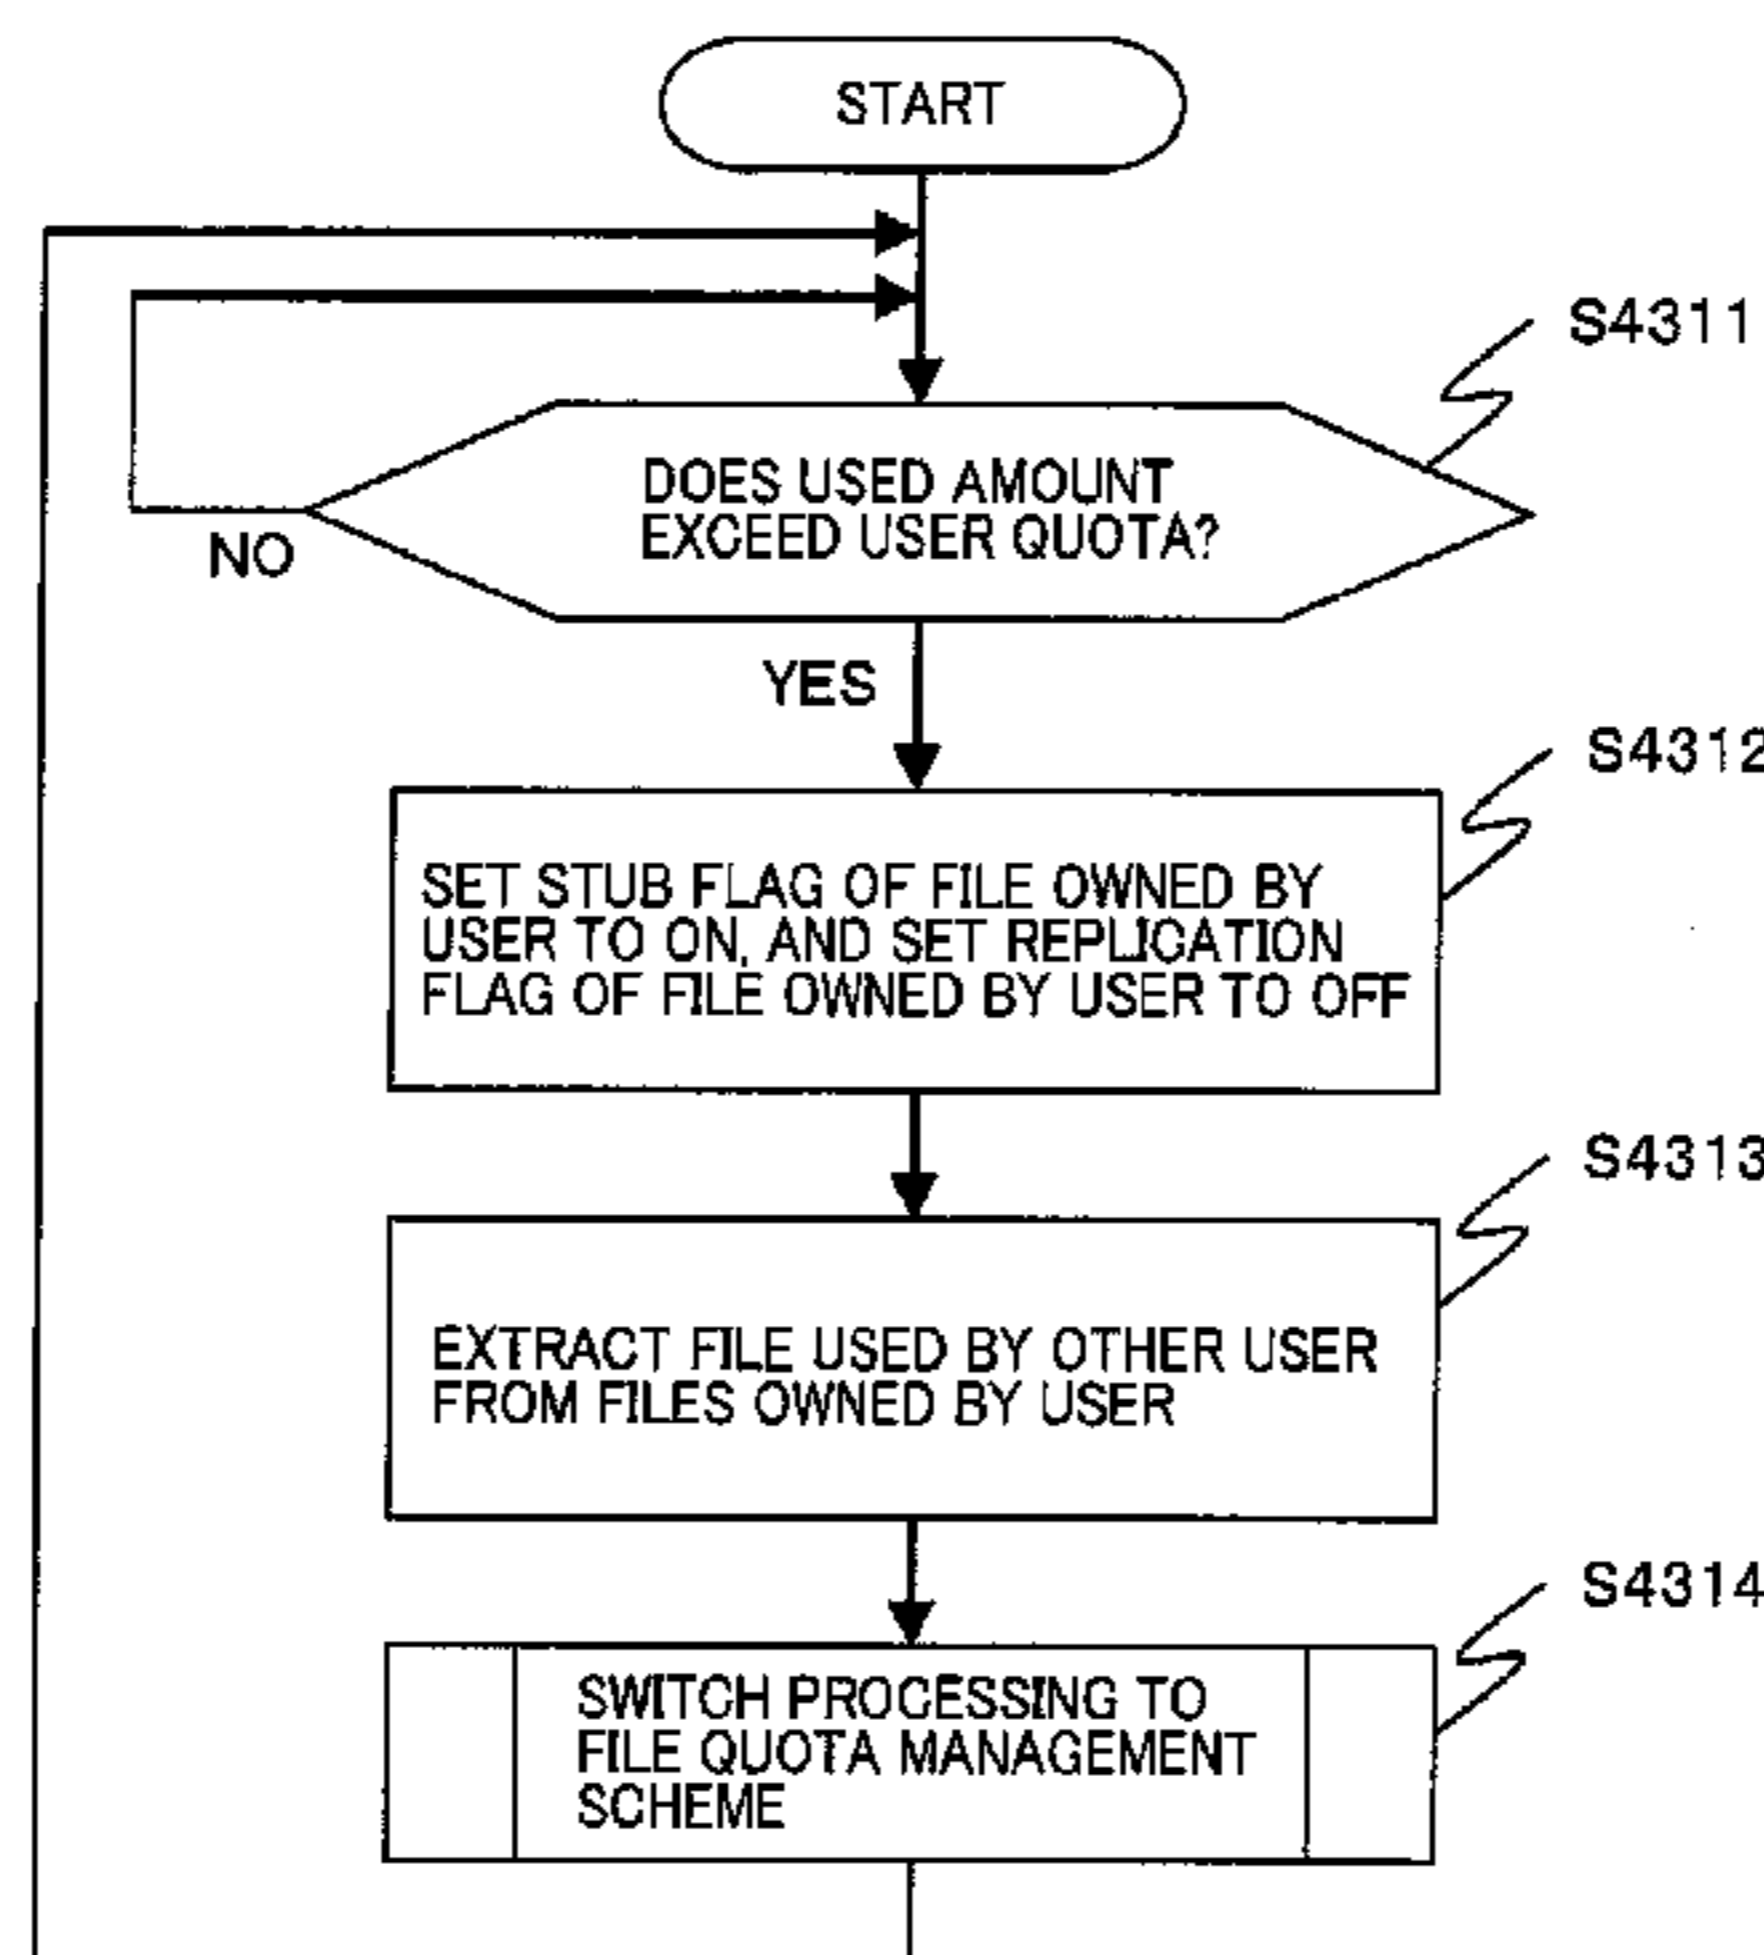 START
S4311
DOES USED AMOUNT
EXCEED USER QUOTA?
NO
YES
S4312
SET STUB FLAG OF FILE OWNED BY
USER TO ON, AND SET REPLICATION
FLAG OF FILE OWNED BY USER TO OFF
S4313
EXTRACT FILE USED BY OTHER USER
FROM FILES OWNED BY USER
S4314
SWITCH PROCESSING TO
FILE QUOTA MANAGEMENT
SCHEME